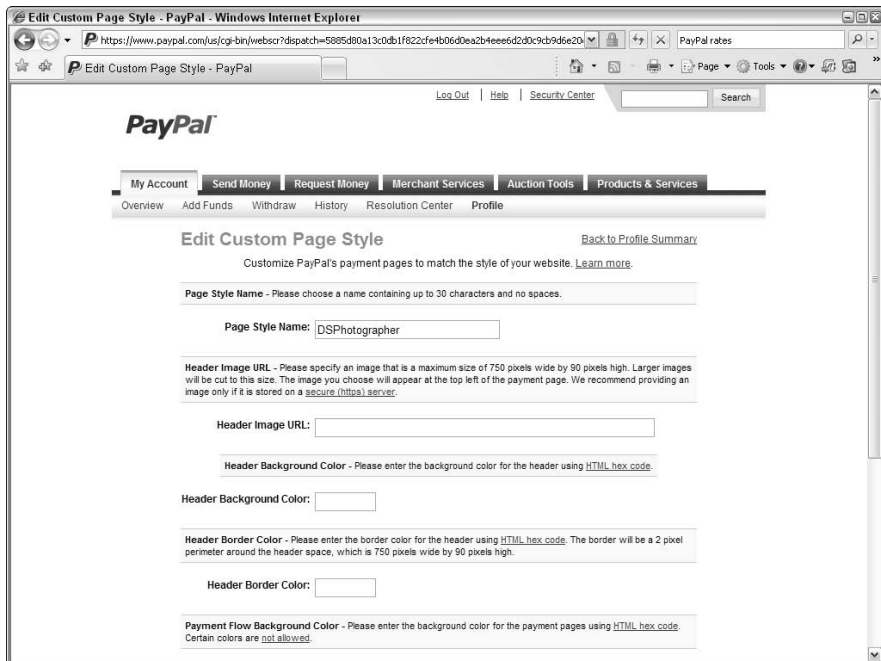 Edit Custom Page Style - PayPal - Windows Internet Explorer
https://www.paypal.com/us/cgi-bin/webscr?dispatch=5885d80a13c0db1f822cfe4b06d0ea2b4eee6d2d0c9cb9d6e20
PayPal rates
Edit Custom Page Style - PayPal
Page
Tools
Log Out | Help | Security Center
Search
PayPal
My Account Send Money Request Money Merchant Services Auction Tools Products & Services
Overview Add Funds Withdraw History Resolution Center Profile
Edit Custom Page Style
Back to Profile Summary
Customize PayPal's payment pages to match the style of your website. Learn more.
Page Style Name - Please choose a name containing up to 30 characters and no spaces.
Page Style Name: DSPhotographer
Header Image URL - Please specify an image that is a maximum size of 750 pixels wide by 90 pixels high. Larger images
will be cut to this size. The image you choose will appear at the top left of the payment page. We recommend providing an
image only if it is stored on a secure (https) server.
Header Image URL:
Header Background Color - Please enter the background color for the header using HTML hex code.
Header Background Color:
Header Border Color - Please enter the border color for the header using HTML hex code. The border will be a 2 pixel
perimeter around the header space, which is 750 pixels wide by 90 pixels high.
Header Border Color:
Payment Flow Background Color - Please enter the background color for the payment pages using HTML hex code.
Certain colors are not allowed.